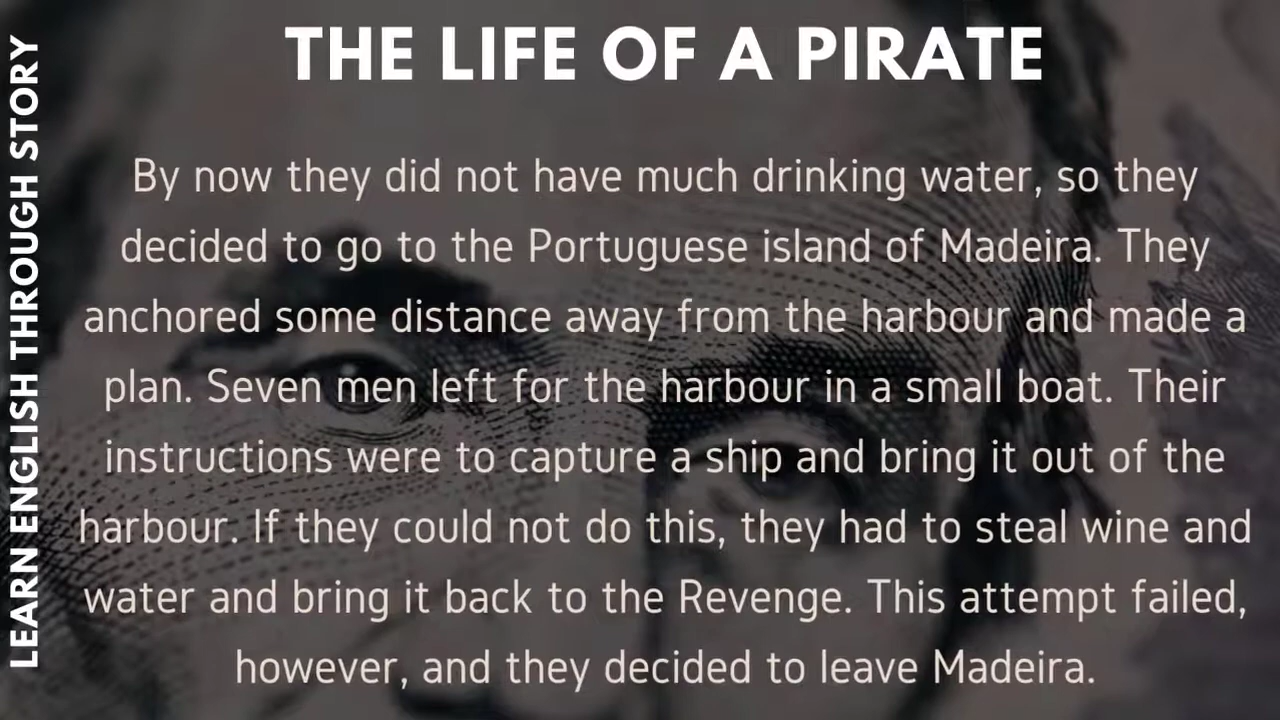 THE LIFE OF A PIRATE
LEARN ENGLISH THROUGH STORY
By now they did not have much drinking water, so they
decided to go to the Portuguese island of Madeira. They
anchored some distance away from the harbour and made a
plan. Seven men left for the harbour in a small boat. Their
instructions were to capture a ship and bring it out of the
harbour. If they could not do this, they had to steal wine and
water and bring it back to the Revenge. This attempt failed,
however, and they decided to leave Madeira.